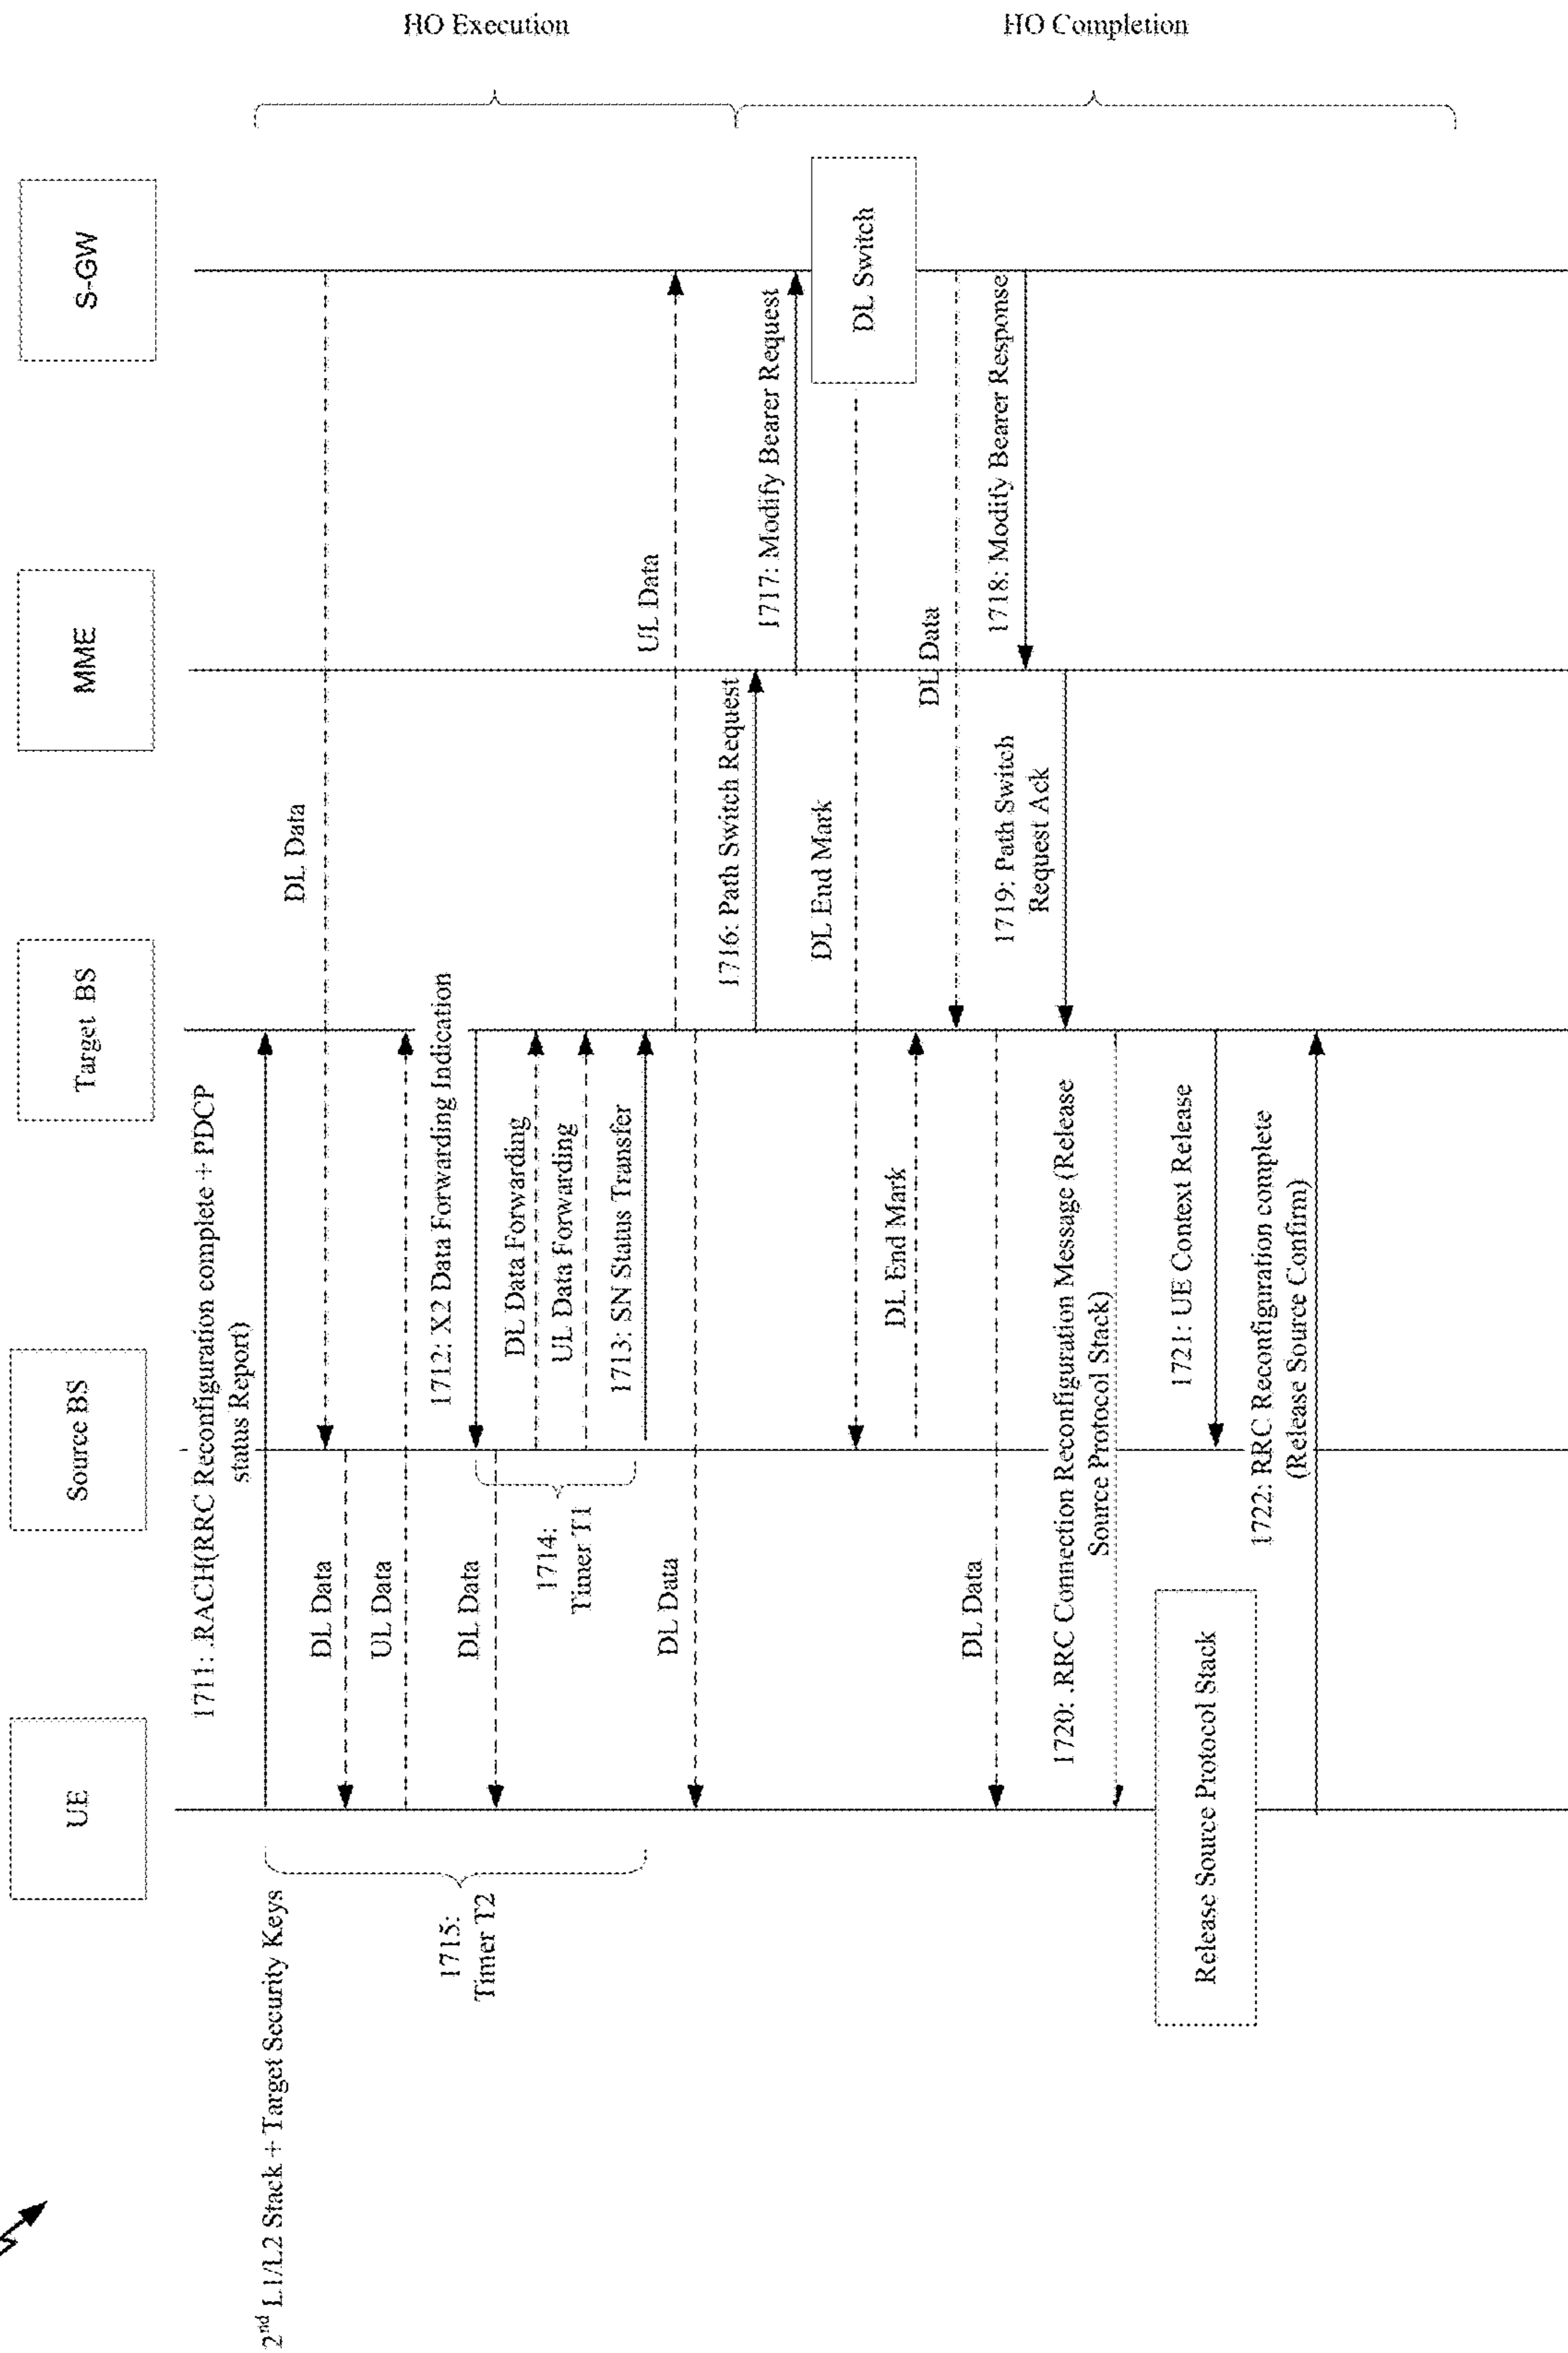 UE
Source BS
Target BS
MME
S-GW
HO Execution
HO Completion
2nd L1/L2 Stack + Target Security Keys
1711: .RACH(RRC Reconfiguration complete + PDCP
status Report)
DL Data
DL Data
UL Data
1712: X2 Data Forwarding Indication
DL Data
DL Data Forwarding
UL Data Forwarding
1713: SN Status Transfer
1714:
Timer T1
1715:
Timer T2
UL Data
DL Data
1716: Path Switch Request
1717: Modify Bearer Request
DL Switch
DL End Mark
DL End Mark
DL Data
DL Data
1718: Modify Bearer Response
1719: Path Switch
Request Ack
1720: .RRC Connection Reconfiguration Message (Release
Source Protocol Stack)
Release Source Protocol Stack
1721: UE Context Release
1722: RRC Reconfiguration complete
(Release Source Confirm)